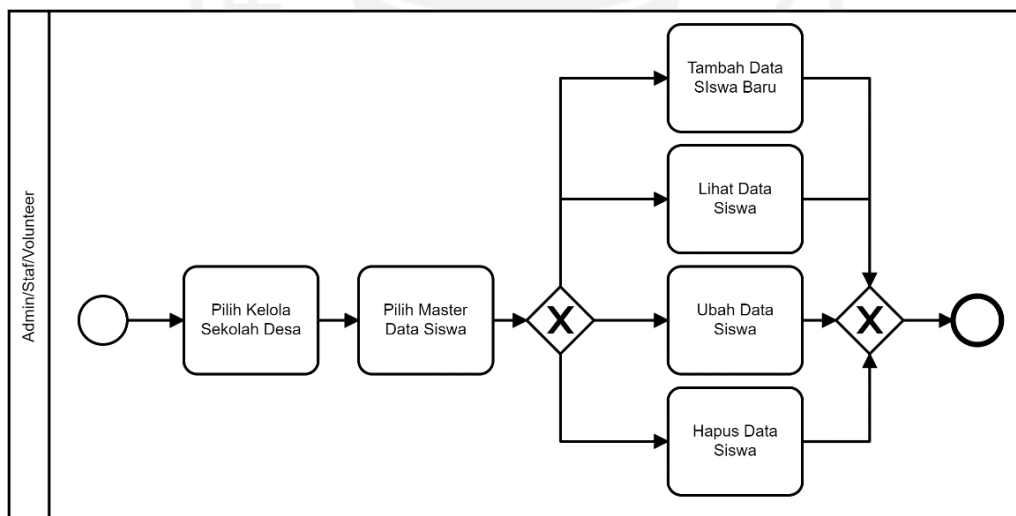 Admin/Staf/Volunteer
Pilih Kelola
Sekolah Desa
Pilih Master
Data Siswa
X
Tambah Data
SIswa Baru
Lihat Data
Siswa
Ubah Data
Siswa
Hapus Data
Siswa
X